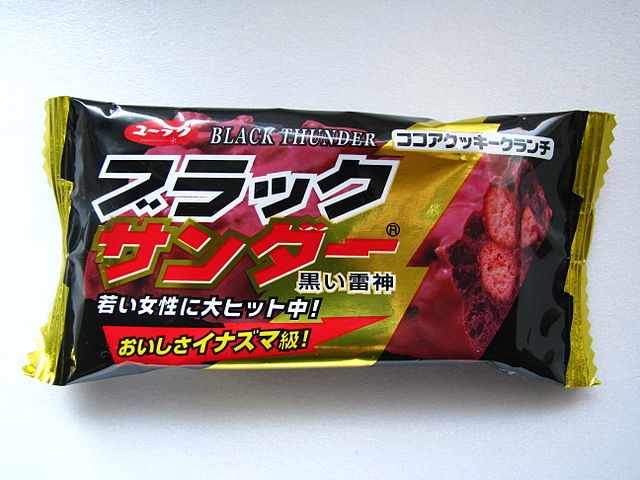 ユーラク
BLACK THUNDER
ココアクッキークランチ
ブラック
サンダー®
黒い雷神
若い女性に大ヒット中!
おいしさイナズマ級!